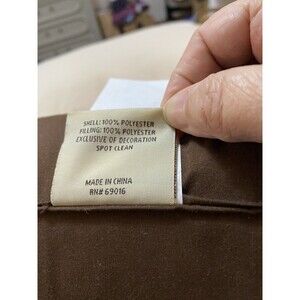 SHELL: 100% POLYESTER
FILLING: 100% POLYESTER
EXCLUSIVE OF DECORATION
SPOT CLEAN
MADE IN CHINA
RN# 69016